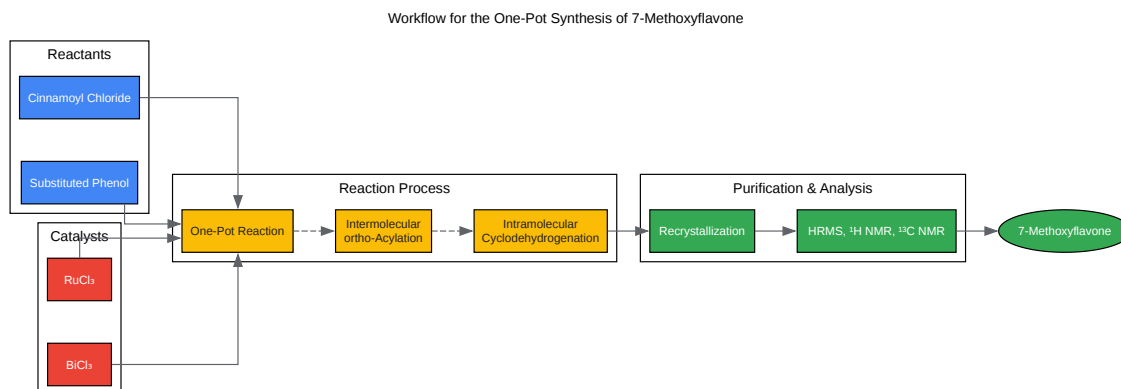 Workflow for the One-Pot Synthesis of 7-Methoxyflavone
Reactants
Cinnamoyl Chloride
Substituted Phenol
Catalysts
RuCl₃
BiCl₃
Reaction Process
One-Pot Reaction
Intermolecular
ortho-Acylation
Intramolecular
Cyclodehydrogenation
Purification & Analysis
Recrystallization
HRMS, ¹H NMR, ¹³C NMR
7-Methoxyflavone